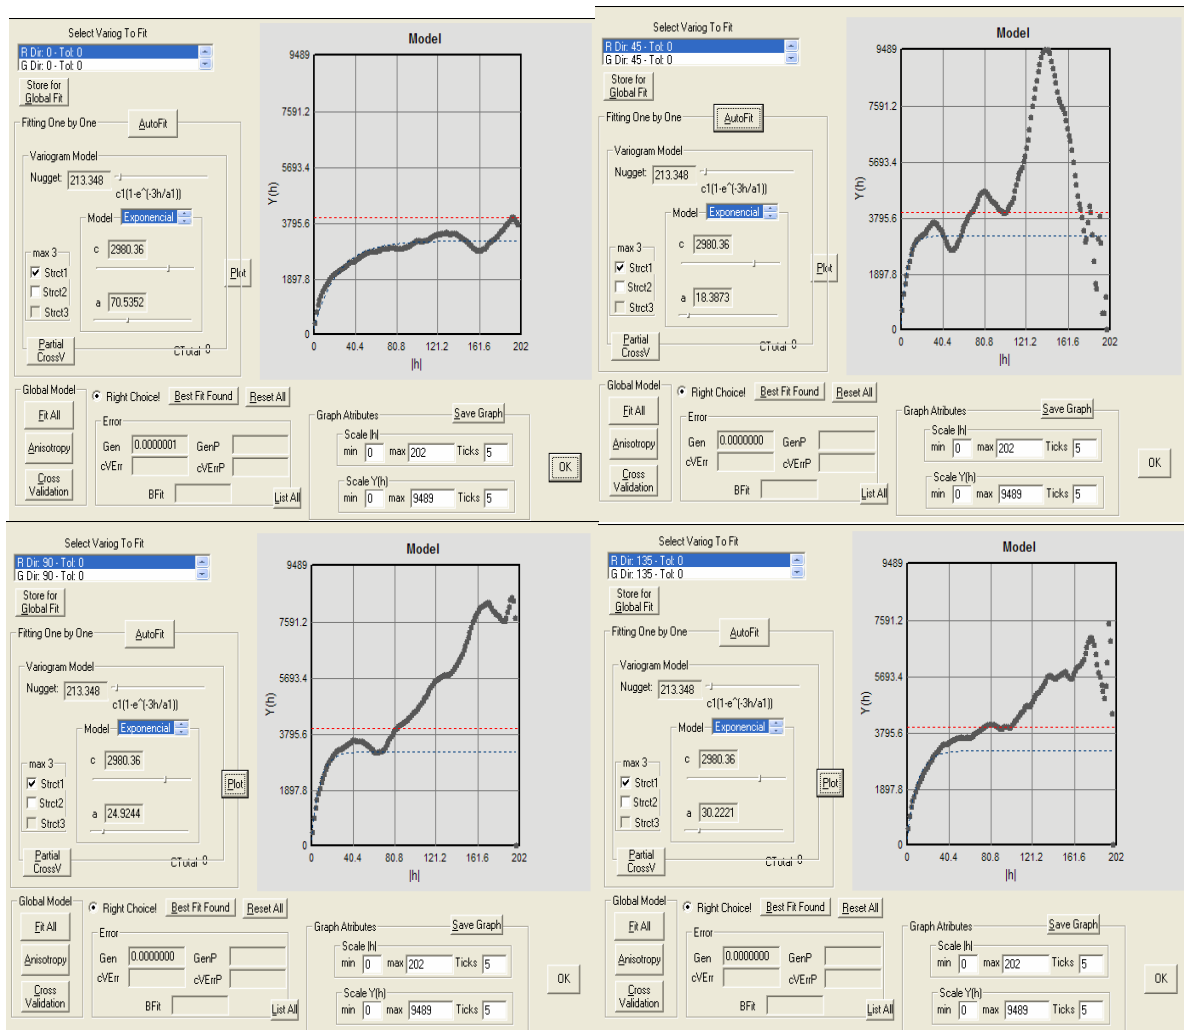 Select Variog To Fit
R Dir: 0 - Tol: 0
G Dir: 0 - Tol: 0
Store for
Global Fit
Fitting One by One
AutoFit
Variogram Model
Nugget: 213.348
c1(1-e^(-3h/a1))
Model Exponencial
max 3
c 2980.36
Strct1
Strct2
a 70.5352
Strct3
Plot
Partial
CrossV
CTotal 0
Model
9489
7591.2
5693.4
3795.6
1897.8
0
Y(h)
0 40.4 80.8 121.2 161.6 202
|h|
Global Model
Fit All
Anisotropy
Cross
Validation
Right Choice! Best Fit Found Reset All
Error
Gen 0.0000001 GenP
cVErr cVErrP
BFit
List All
Graph Atributes Save Graph
Scale |h|
min 0 max 202 Ticks 5
Scale Y(h)
min 0 max 9489 Ticks 5
OK
Select Variog To Fit
R Dir: 45 - Tol: 0
G Dir: 45 - Tol: 0
Store for
Global Fit
Fitting One by One
AutoFit
Variogram Model
Nugget: 213.348
c1(1-e^(-3h/a1))
Model Exponencial
max 3
c 2980.36
Strct1
Strct2
a 18.3873
Strct3
Plot
Partial
CrossV
CTotal 0
Model
9489
7591.2
5693.4
3795.6
1897.8
0
Y(h)
0 40.4 80.8 121.2 161.6 202
|h|
Global Model
Fit All
Anisotropy
Cross
Validation
Right Choice! Best Fit Found Reset All
Error
Gen 0.0000000 GenP
cVErr cVErrP
BFit
List All
Graph Atributes Save Graph
Scale |h|
min 0 max 202 Ticks 5
Scale Y(h)
min 0 max 9489 Ticks 5
OK
Select Variog To Fit
R Dir: 90 - Tol: 0
G Dir: 90 - Tol: 0
Store for
Global Fit
Fitting One by One
AutoFit
Variogram Model
Nugget: 213.348
c1(1-e^(-3h/a1))
Model Exponencial
max 3
c 2980.36
Strct1
Strct2
a 24.9244
Strct3
Plot
Partial
CrossV
CTotal 0
Model
9489
7591.2
5693.4
3795.6
1897.8
0
Y(h)
0 40.4 80.8 121.2 161.6 202
|h|
Global Model
Fit All
Anisotropy
Cross
Validation
Right Choice! Best Fit Found Reset All
Error
Gen 0.0000000 GenP
cVErr cVErrP
BFit
List All
Graph Atributes Save Graph
Scale |h|
min 0 max 202 Ticks 5
Scale Y(h)
min 0 max 9489 Ticks 5
OK
Select Variog To Fit
R Dir: 135 - Tol: 0
G Dir: 135 - Tol: 0
Store for
Global Fit
Fitting One by One
AutoFit
Variogram Model
Nugget: 213.348
c1(1-e^(-3h/a1))
Model Exponencial
max 3
c 2980.36
Strct1
Strct2
a 30.2221
Strct3
Plot
Partial
CrossV
CTotal 0
Model
9489
7591.2
5693.4
3795.6
1897.8
0
Y(h)
0 40.4 80.8 121.2 161.6 202
|h|
Global Model
Fit All
Anisotropy
Cross
Validation
Right Choice! Best Fit Found Reset All
Error
Gen 0.0000000 GenP
cVErr cVErrP
BFit
List All
Graph Atributes Save Graph
Scale |h|
min 0 max 202 Ticks 5
Scale Y(h)
min 0 max 9489 Ticks 5
OK